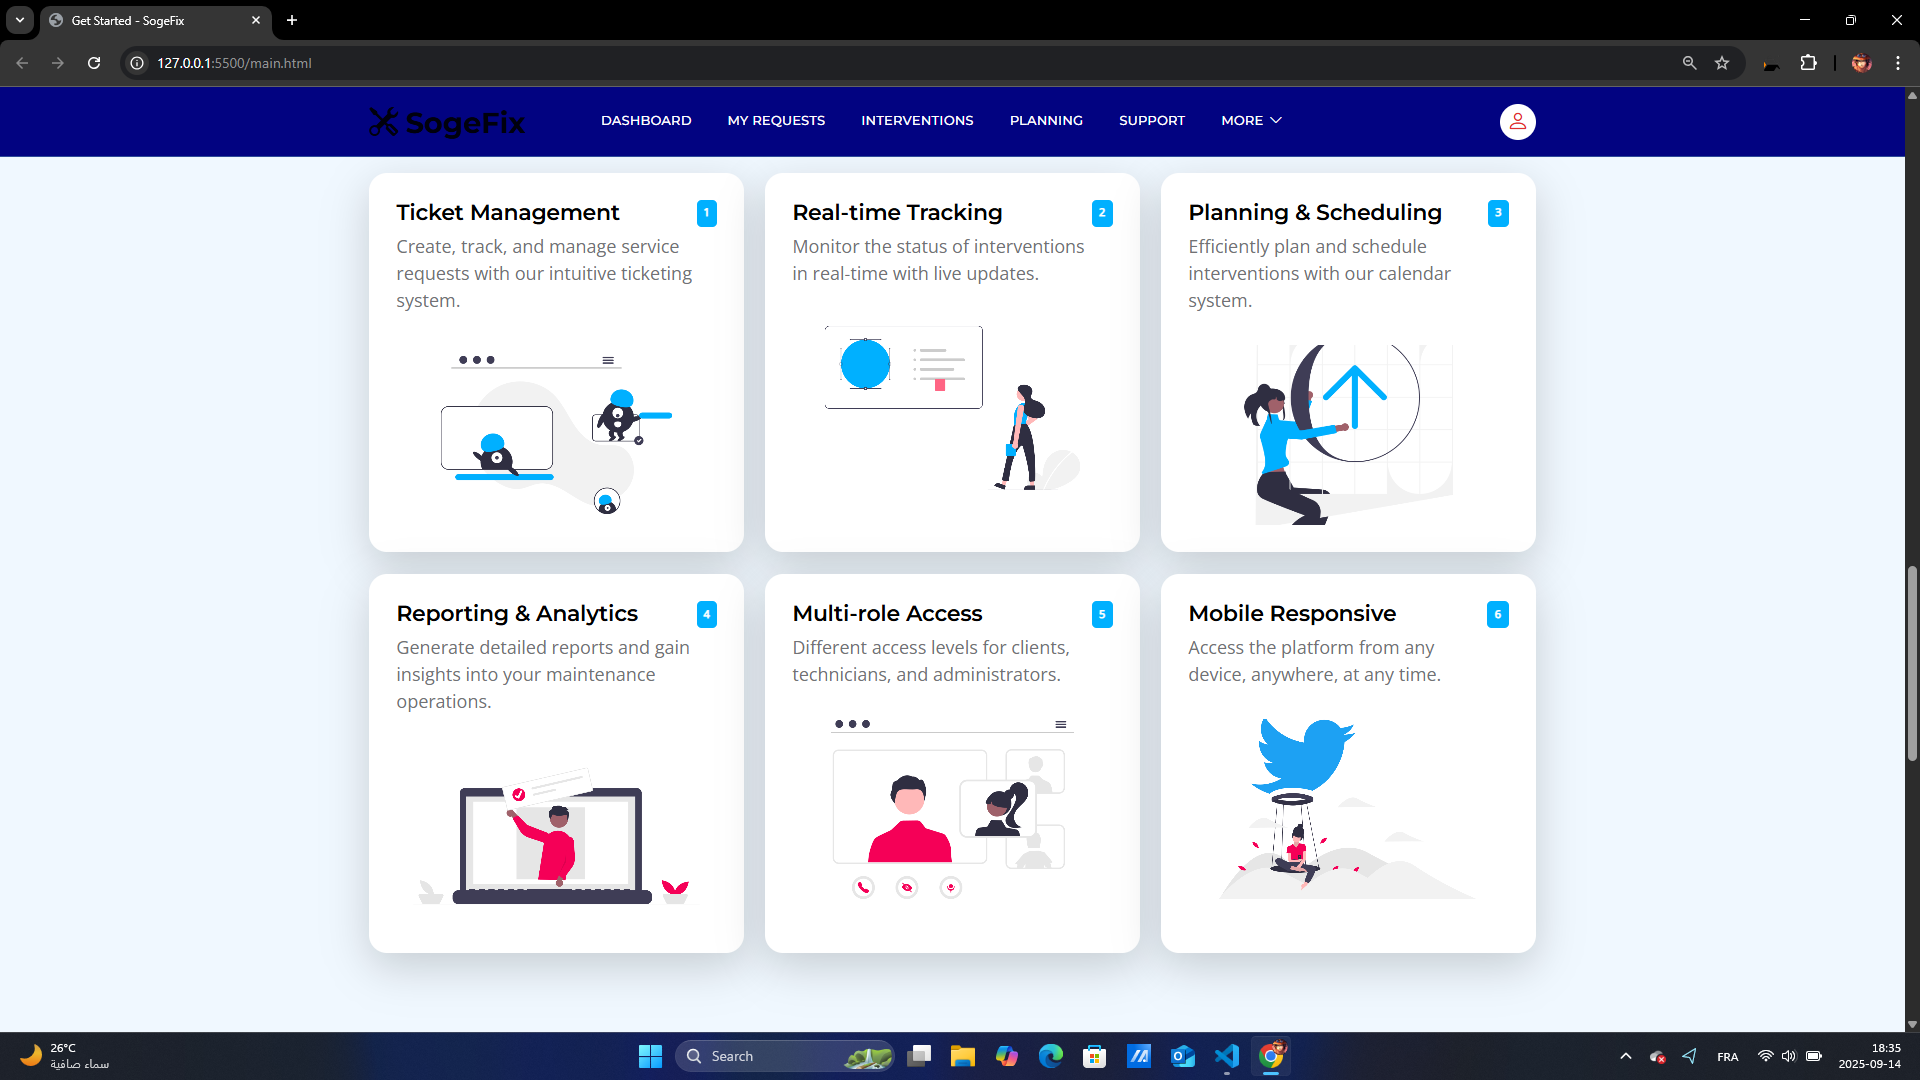 Get Started - SogeFix
127.0.0.1:5500/main.html
SogeFix
DASHBOARD
MY REQUESTS
INTERVENTIONS
PLANNING
SUPPORT
MORE
Ticket Management
1
Create, track, and manage service
requests with our intuitive ticketing
system.
Real-time Tracking
2
Monitor the status of interventions
in real-time with live updates.
Planning & Scheduling
3
Efficiently plan and schedule
interventions with our calendar
system.
Reporting & Analytics
4
Generate detailed reports and gain
insights into your maintenance
operations.
Multi-role Access
5
Different access levels for clients,
technicians, and administrators.
Mobile Responsive
6
Access the platform from any
device, anywhere, at any time.
26°C
سماء صافية
Search
FRA
18:35
2025-09-14